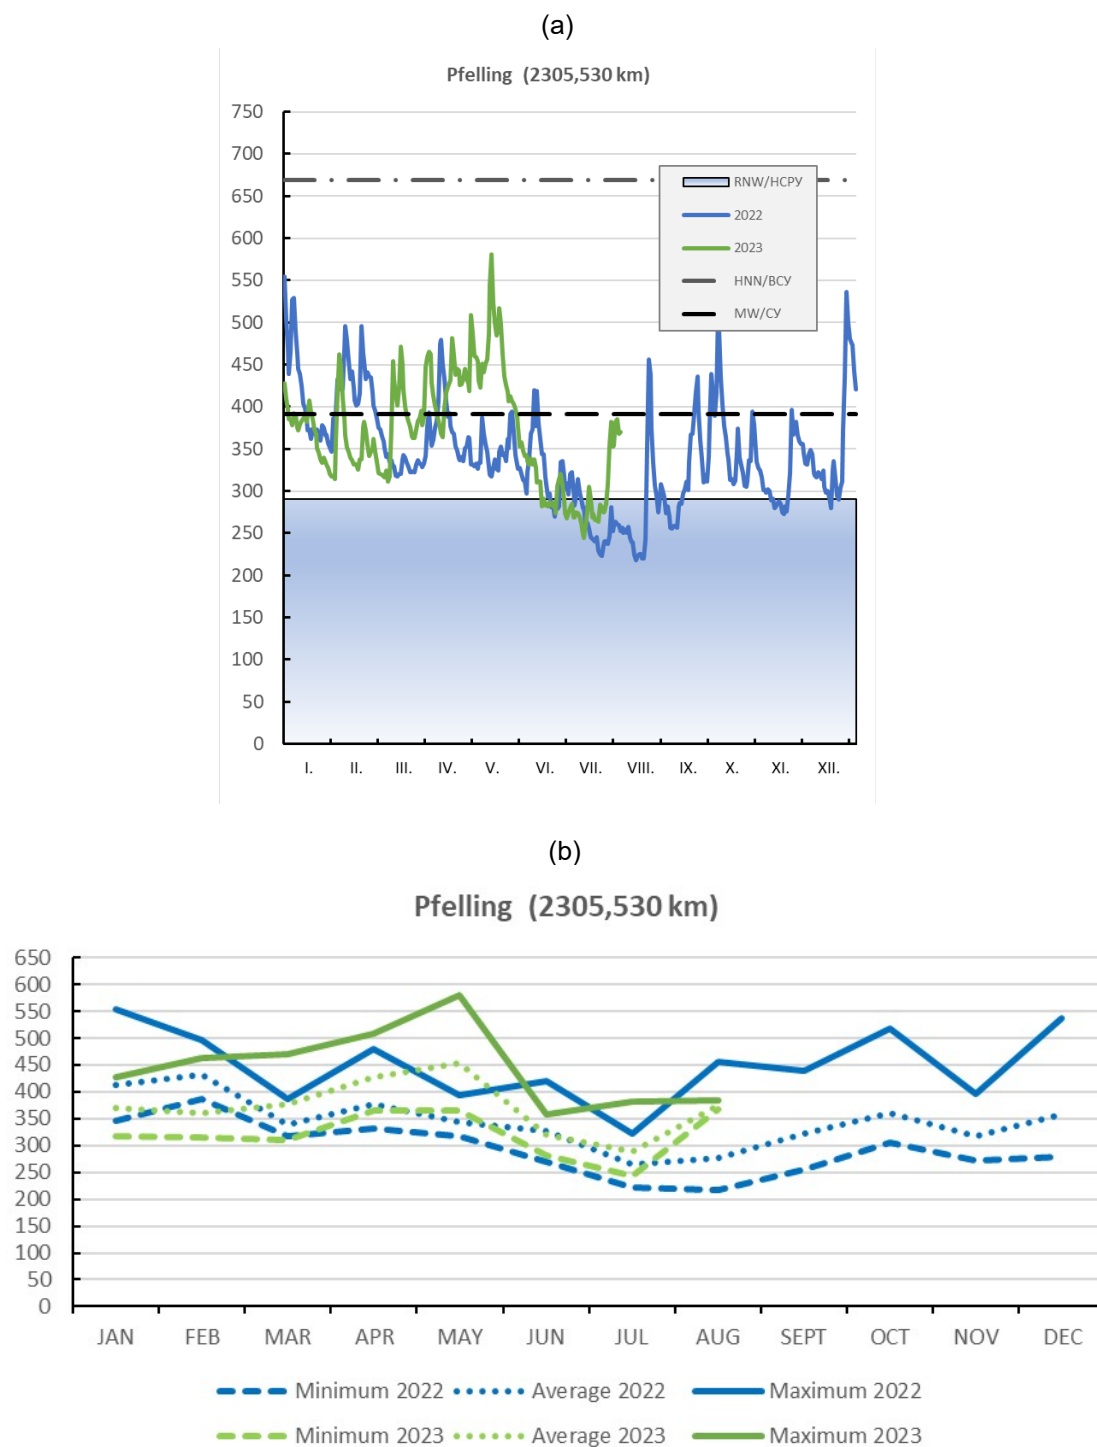 (a)
Pfelling (2305,530 km)
750
700
650
600
550
500
450
400
350
300
250
200
150
100
50
0
RNW/НСРУ
2022
2023
HNN/ВСУ
MW/СУ
I. II. III. IV. V. VI. VII. VIII. IX. X. XI. XII.
(b)
Pfelling (2305,530 km)
650
600
550
500
450
400
350
300
250
200
150
100
50
0
JAN FEB MAR APR MAY JUN JUL AUG SEPT OCT NOV DEC
Minimum 2022 Average 2022 Maximum 2022
Minimum 2023 Average 2023 Maximum 2023